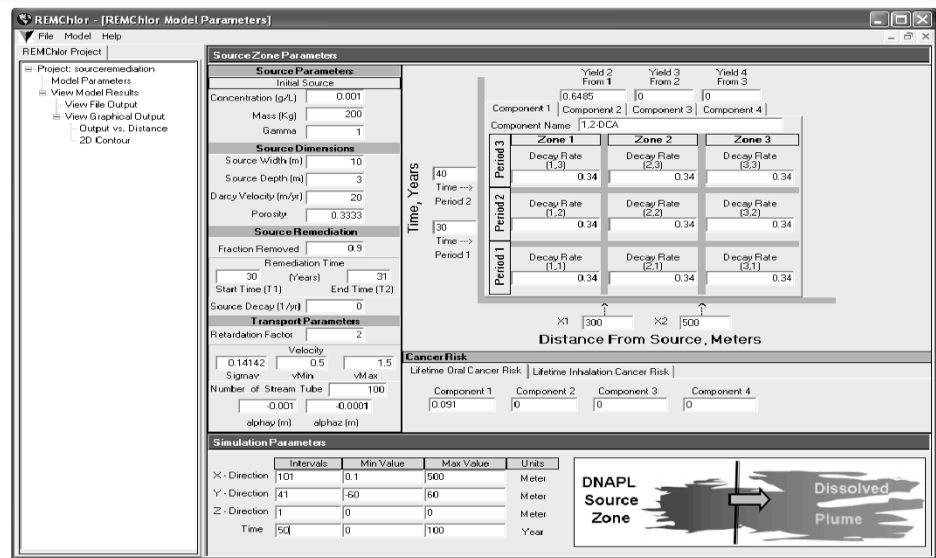 REMChlor - [REMChlor Model Parameters]
File Model Help
REMChlor Project
Project: sourceremediation
Model Parameters
View Model Results
View File Output
View Graphical Output
Output vs. Distance
2D Contour
Source Zone Parameters
Source Parameters
Initial Source
Concentration (g/L) 0.001
Mass (Kg) 200
Gamma 1
Source Dimensions
Source Width (m) 10
Source Depth (m) 3
Darcy Velocity (m/yr) 20
Porosity 0.3333
Source Remediation
Fraction Removed 0.9
Remediation Time
30 (Years) 31
Start Time (T1) End Time (T2)
Source Decay (1/yr) 0
Transport Parameters
Retardation Factor 2
Velocity
0.14142 0.5 1.5
Sigmav vMin vMax
Number of Stream Tube 100
-0.001 -0.0001
alphay (m) alphaz (m)
Yield 2 Yield 3 Yield 4
From 1 From 2 From 3
0.6485 0 0
Component 1 Component 2 Component 3 Component 4
Component Name 1,2-DCA
Zone 1 Zone 2 Zone 3
Period 3
Decay Rate Decay Rate Decay Rate
(1,3) (2,3) (3,3)
0.34 0.34 0.34
Period 2
Decay Rate Decay Rate Decay Rate
(1,2) (2,2) (3,2)
0.34 0.34 0.34
Period 1
Decay Rate Decay Rate Decay Rate
(1,1) (2,1) (3,1)
0.34 0.34 0.34
Time, Years
40
Time --->
Period 2
30
Time --->
Period 1
X1 300 X2 500
Distance From Source, Meters
Cancer Risk
Lifetime Oral Cancer Risk Lifetime Inhalation Cancer Risk
Component 1 Component 2 Component 3 Component 4
0.091 0 0 0
Simulation Parameters
Intervals Min Value Max Value Units
X - Direction 101 0.1 500 Meter
Y - Direction 41 -60 60 Meter
Z - Direction 1 0 0 Meter
Time 50 0 100 Year
DNAPL
Source
Zone
Dissolved
Plume